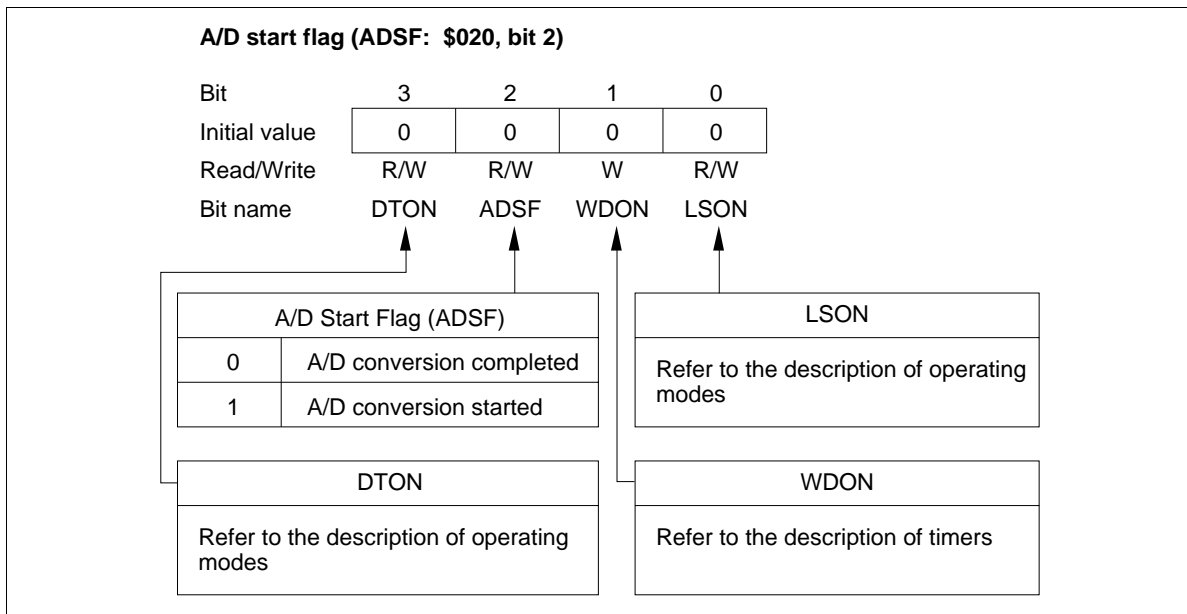 A/D start flag (ADSF: $020, bit 2)
Bit 3 2 1 0
Initial value 0 0 0 0
Read/Write R/W R/W W R/W
Bit name DTON ADSF WDON LSON
A/D Start Flag (ADSF)
0 A/D conversion completed
1 A/D conversion started
LSON
Refer to the description of operating
modes
DTON
Refer to the description of operating
modes
WDON
Refer to the description of timers